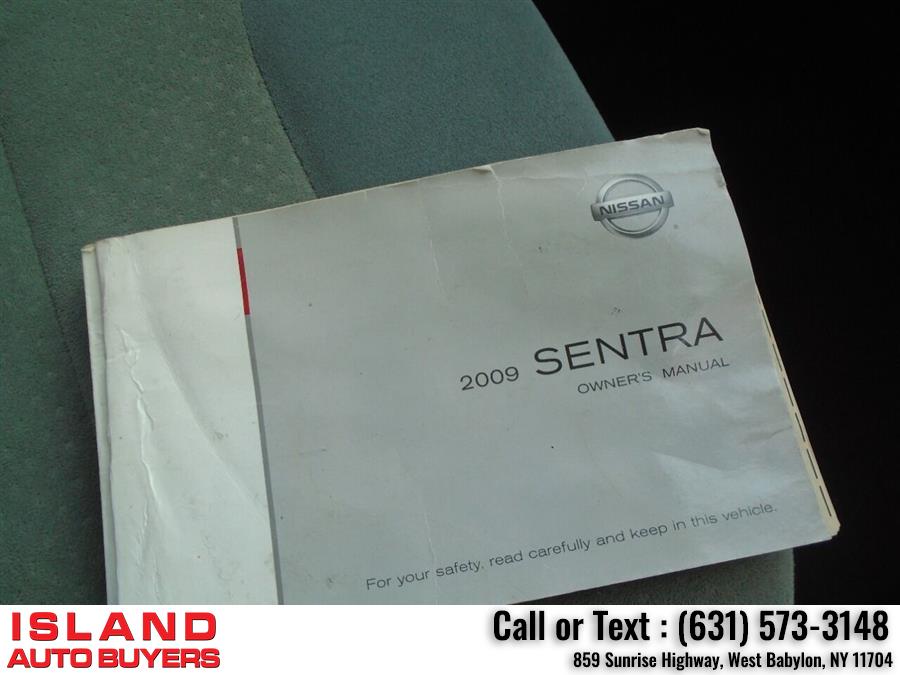 NISSAN
2009 SENTRA
OWNER'S MANUAL
For your safety, read carefully and keep in this vehicle.
ISLAND
AUTO BUYERS
Call or Text : (631) 573-3148
859 Sunrise Highway, West Babylon, NY 11704